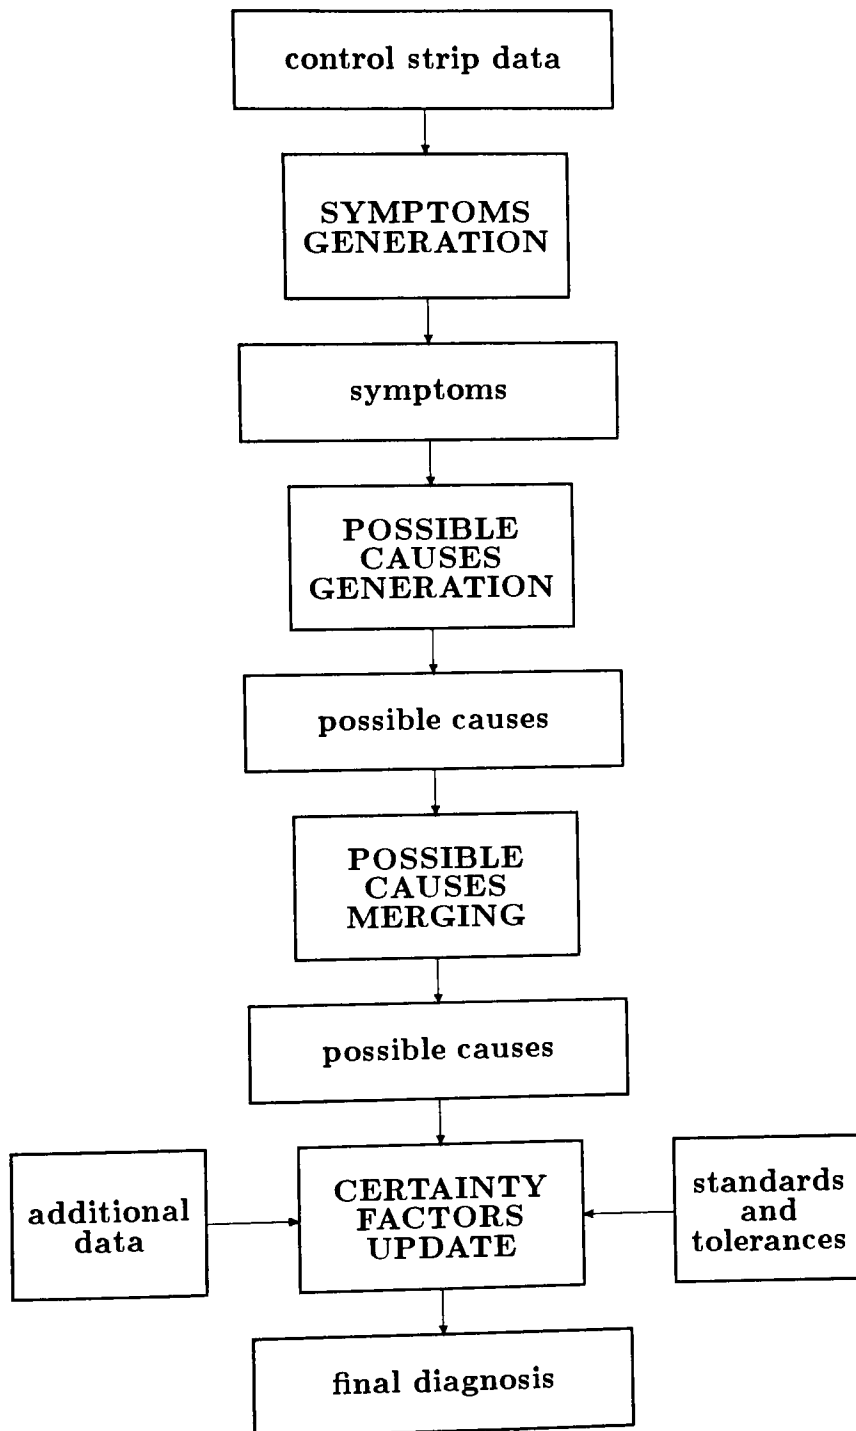 control strip data
SYMPTOMS
GENERATION
symptoms
POSSIBLE
CAUSES
GENERATION
possible causes
POSSIBLE
CAUSES
MERGING
possible causes
additional
data
CERTAINTY
FACTORS
UPDATE
standards
and
tolerances
final diagnosis